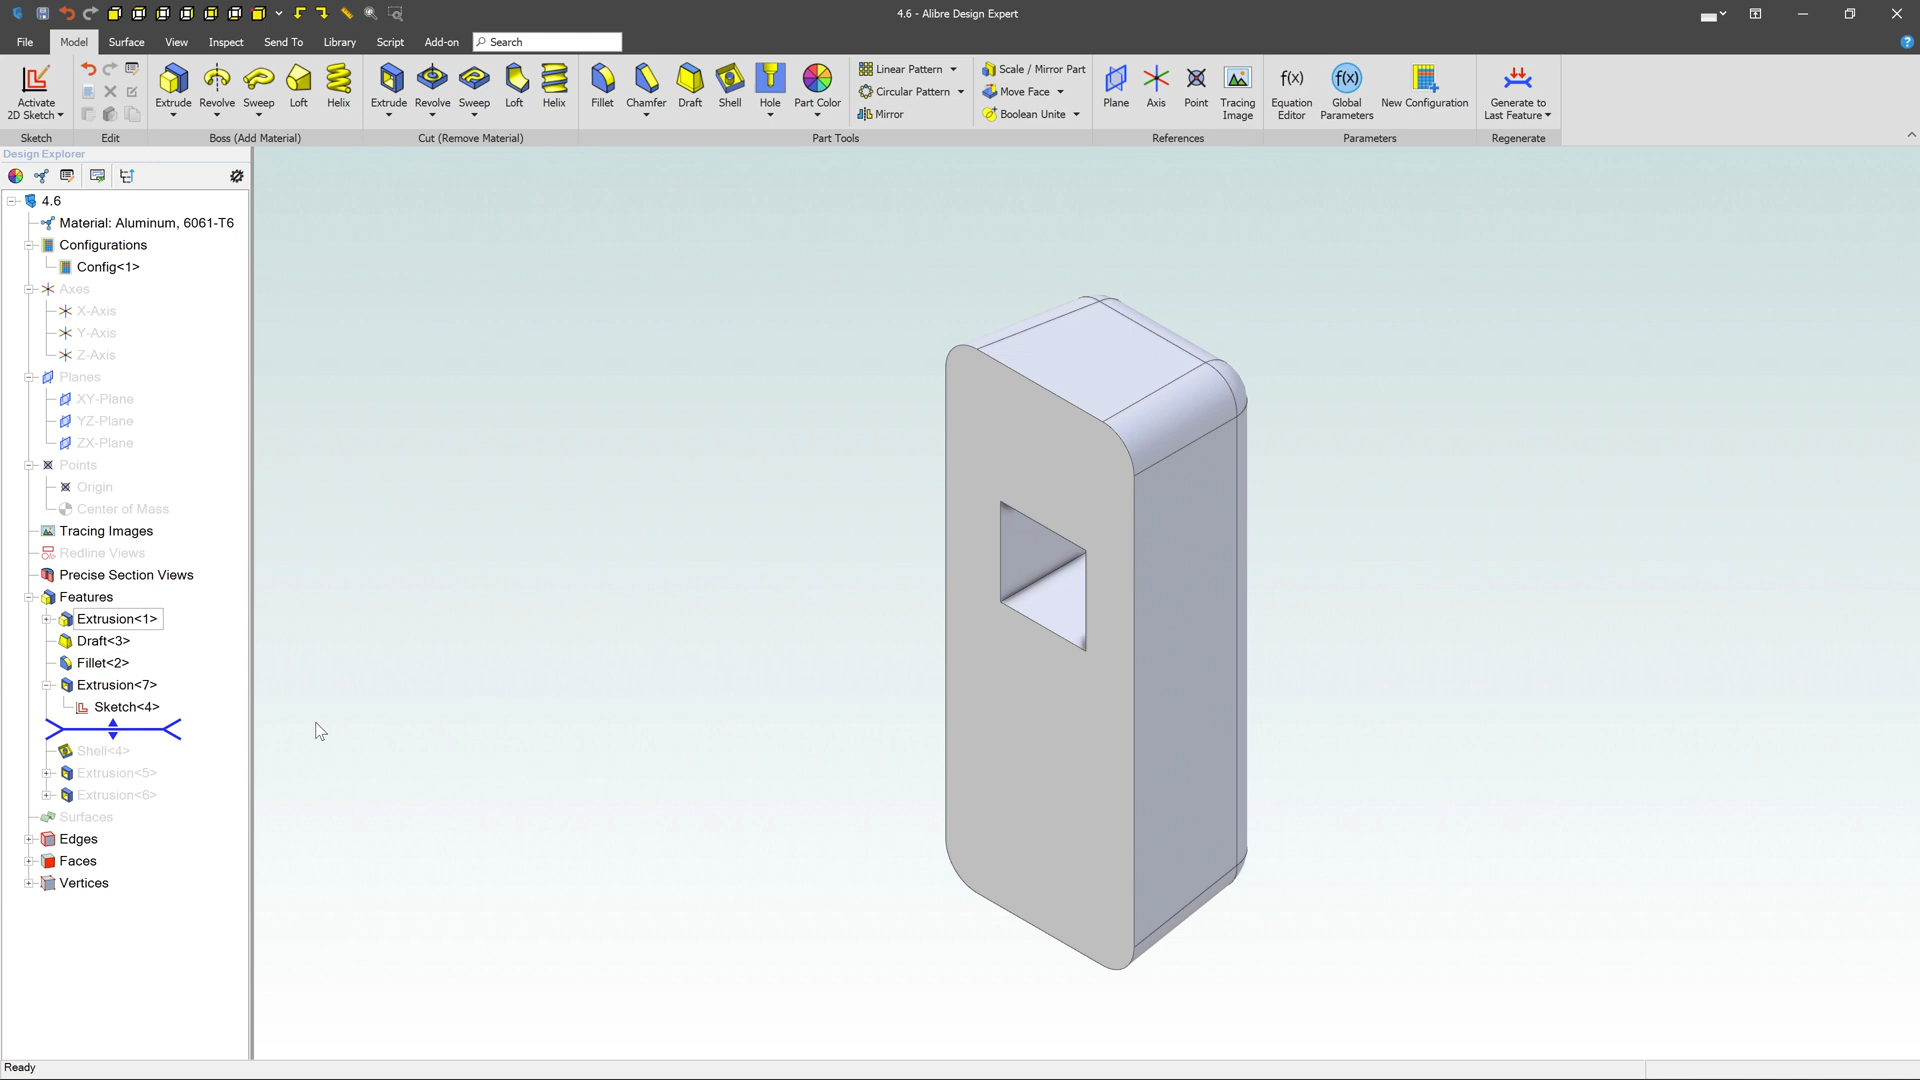 4.6 - Alibre Design Expert
File Model Surface View Inspect Send To Library Script Add-on Search
Activate 2D Sketch
Sketch
Edit
Extrude Revolve Sweep Loft Helix
Boss (Add Material)
Extrude Revolve Sweep Loft Helix
Cut (Remove Material)
Fillet Chamfer Draft Shell Hole Part Color
Linear Pattern
Circular Pattern
Mirror
Scale / Mirror Part
Move Face
Boolean Unite
Part Tools
Plane Axis Point Tracing Image
References
f(x) Equation Editor
f(x) Global Parameters
New Configuration
Parameters
Generate to Last Feature
Regenerate
Design Explorer
4.6
Material: Aluminum, 6061-T6
Configurations
Config<1>
Axes
X-Axis
Y-Axis
Z-Axis
Planes
XY-Plane
YZ-Plane
ZX-Plane
Points
Origin
Center of Mass
Tracing Images
Redline Views
Precise Section Views
Features
Extrusion<1>
Draft<3>
Fillet<2>
Extrusion<7>
Sketch<4>
Shell<4>
Extrusion<5>
Extrusion<6>
Surfaces
Edges
Faces
Vertices
Ready